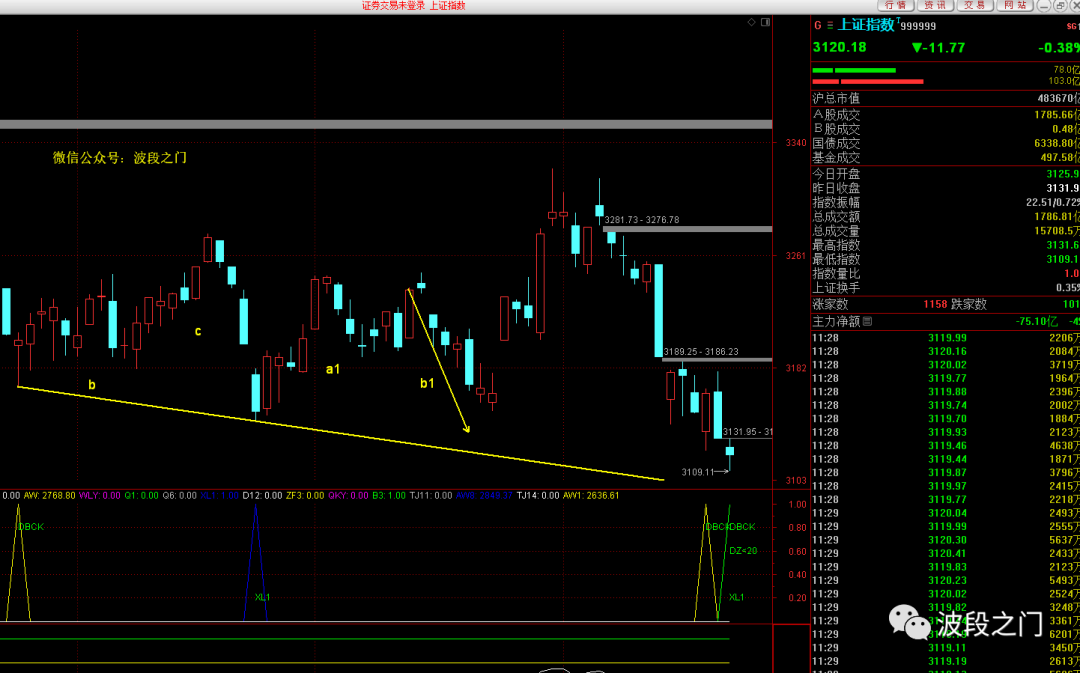 证券交易未登录 上证指数
行情 资讯 交易 网站
微信公众号：波段之门
3340
3281.73 - 3276.78
3261
3189.25 - 3186.23
3182
c
a1
b
b1
3131.95 - 31
3109.11
3103
0.00 AW: 2768.80 WLY: 0.00 Q1: 0.00 Q6: 0.00 XL1: 1.00 D12: 0.00 ZF3: 0.00 QKY: 0.00 B3: 1.00 TJ11: 0.00 TJ14: 0.00 AW1: 2636.61
1.00
DBCK
DBCK
DBCK
0.80
DZ<20
0.60
0.40
XL1
XL1
0.20
G 上证指数 999999
3120.18 ▼-11.77 -0.38%
78.0亿
103.0亿
沪总市值 483670亿
A股成交 1785.66亿
B股成交 0.48亿
国债成交 6338.80亿
基金成交 497.58亿
今日开盘 3125.9
昨日收盘 3131.9
指数振幅 22.51/0.72%
总成交额 1786.81亿
总成交量 15708.5万
最高指数 3131.6
最低指数 3109.1
指数量比 1.0
上证换手 0.35%
涨家数 1158 跌家数 101
主力净额 -75.10亿 -4
11:28 3119.99 2206万
11:28 3120.16 2084万
11:28 3120.02 3719万
11:28 3119.77 1964万
11:28 3119.88 2396万
11:28 3119.74 2002万
11:28 3119.70 1884万
11:28 3119.93 2123万
11:28 3119.46 4638万
11:28 3119.44 1871万
11:28 3119.87 3796万
11:28 3119.97 2415万
11:28 3119.77 2218万
11:29 3120.04 2493万
11:29 3119.99 2555万
11:29 3120.30 5637万
11:29 3120.41 2433万
11:29 3119.83 2123万
11:29 3120.23 5493万
11:29 3120.02 2524万
11:29 3119.82 3248万
11:29 3361万
11:29 6201万
11:29 3119.11 3450万
11:29 3119.19 2613万
波段之门